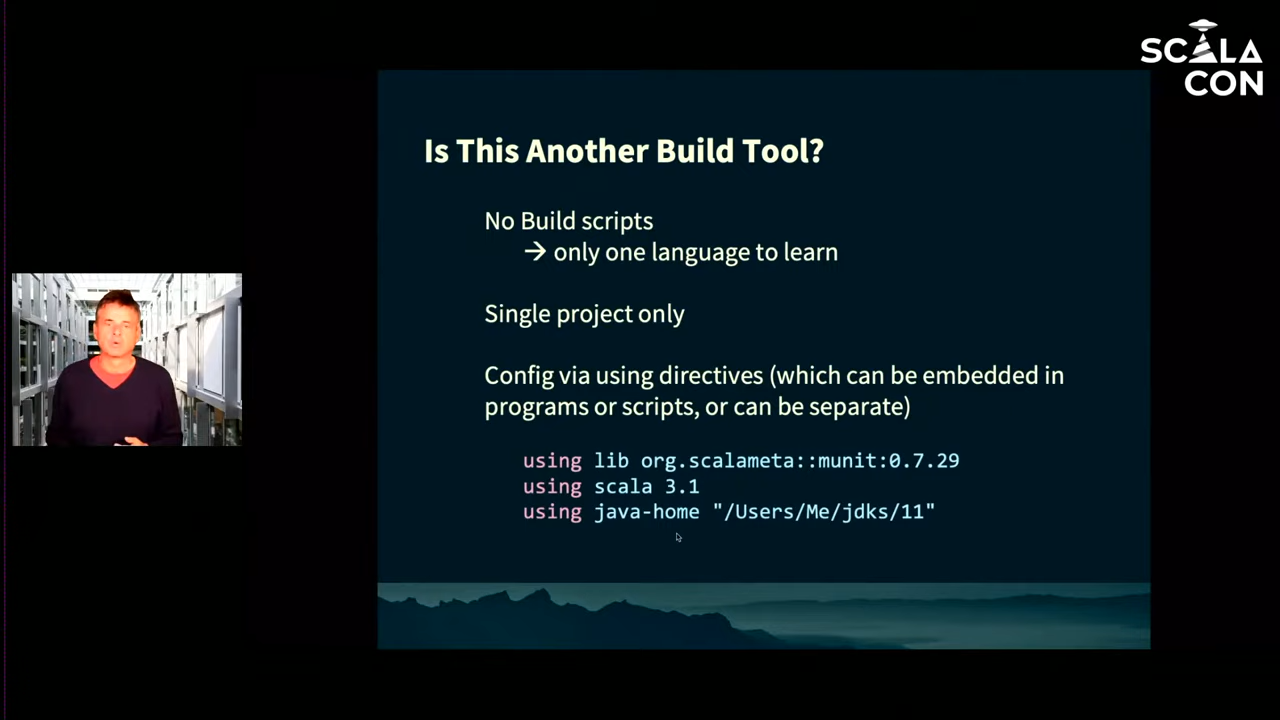 SCALA
CON
Is This Another Build Tool?
No Build scripts
→ only one language to learn
Single project only
Config via using directives (which can be embedded in
programs or scripts, or can be separate)
using lib org.scalameta::munit:0.7.29
using scala 3.1
using java-home "/Users/Me/jdks/11"